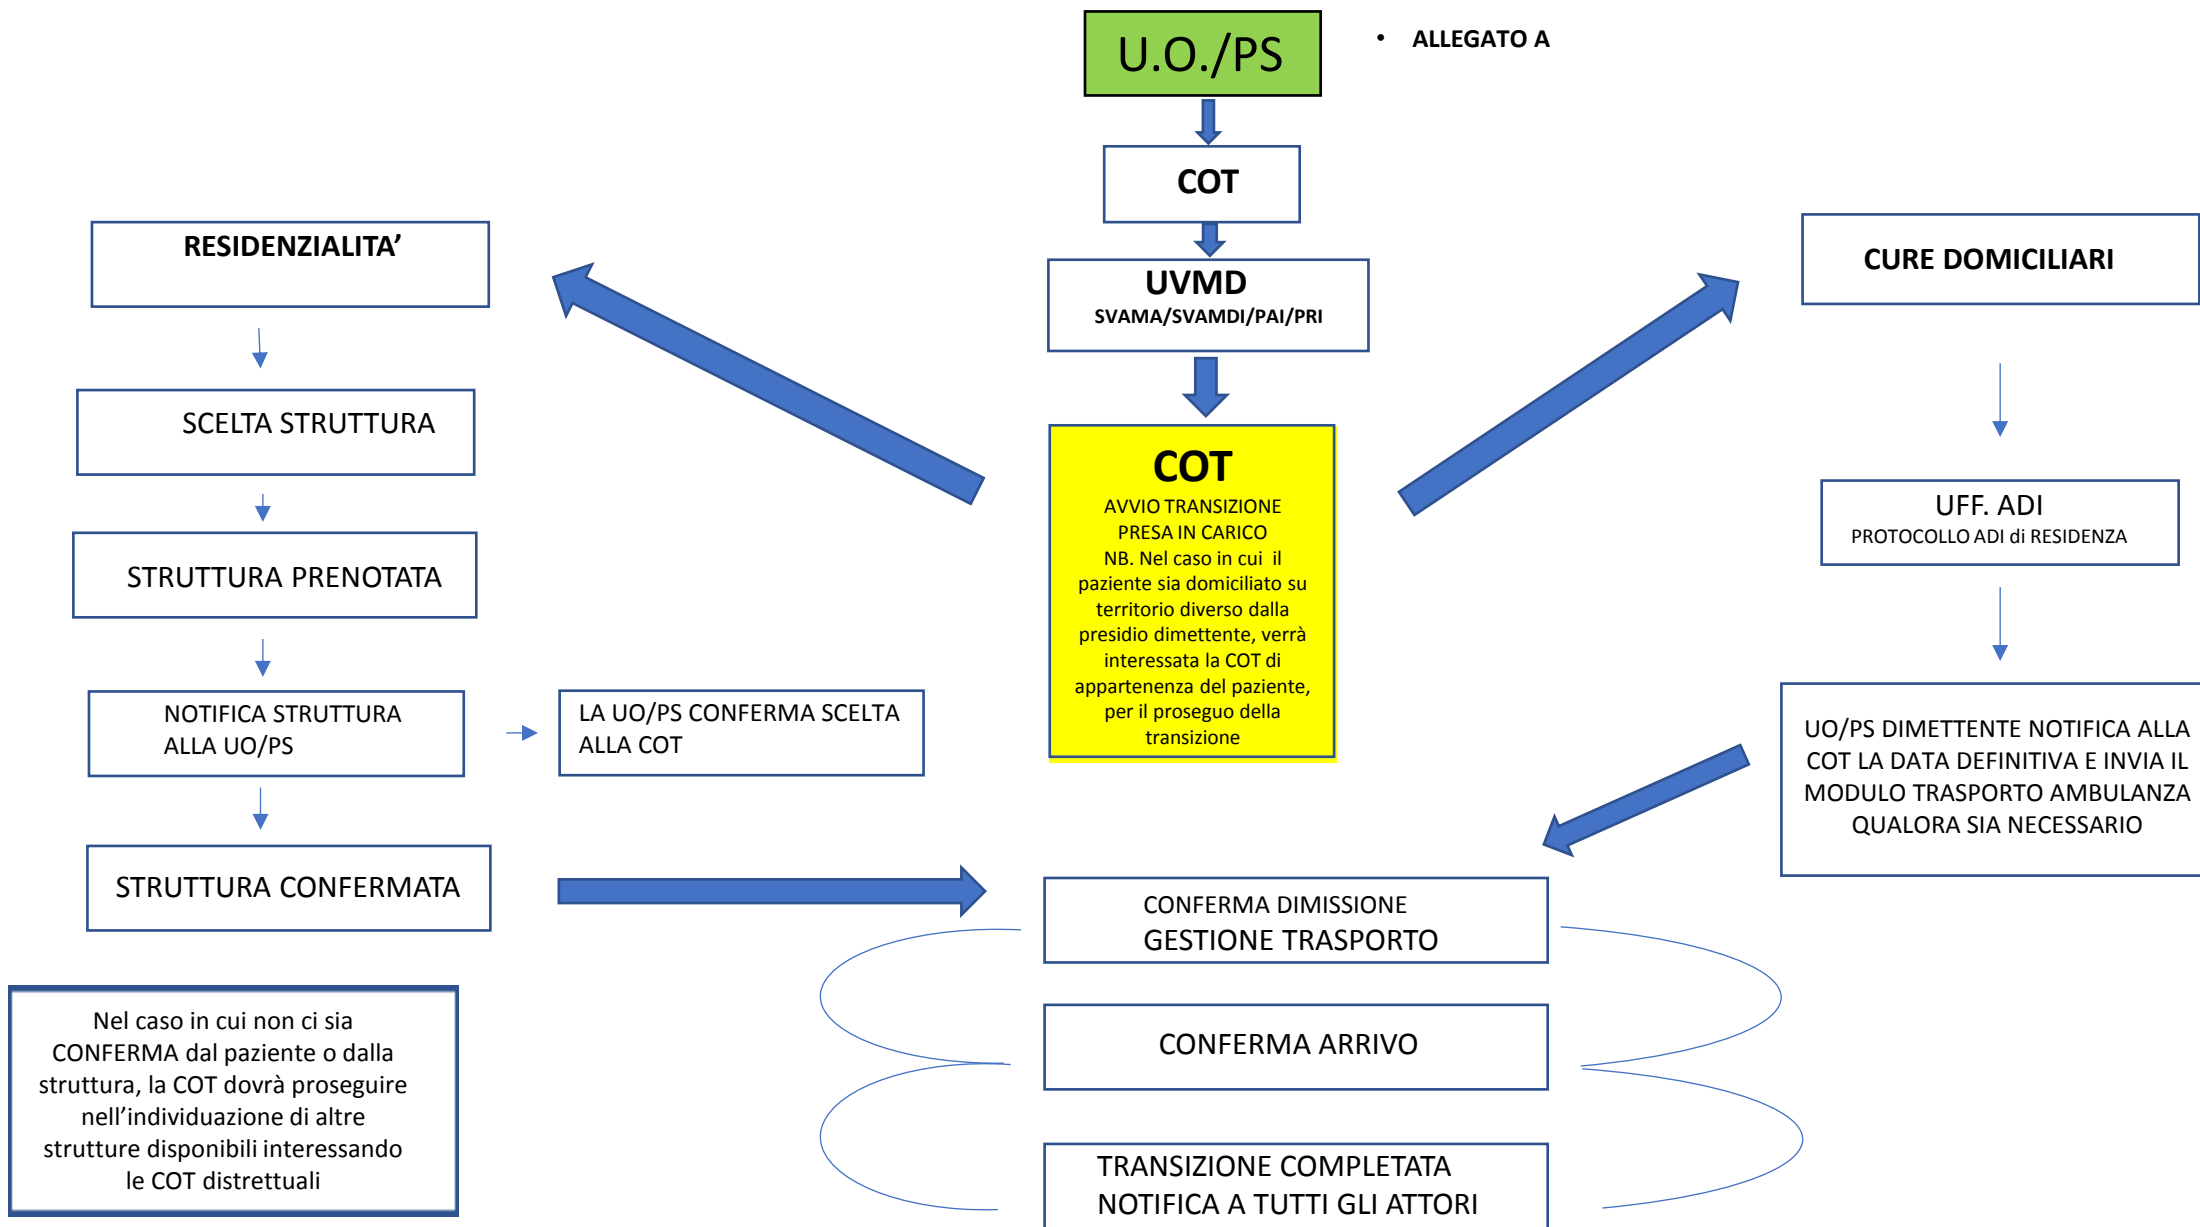 U.O./PS
• ALLEGATO A
COT
UVMD
SVAMA/SVAMDI/PAI/PRI
COT
AVVIO TRANSIZIONE
PRESA IN CARICO
NB. Nel caso in cui il
paziente sia domiciliato su
territorio diverso dalla
presidio dimettente, verrà
interessata la COT di
appartenenza del paziente,
per il proseguo della
transizione
RESIDENZIALITA’
SCELTA STRUTTURA
STRUTTURA PRENOTATA
NOTIFICA STRUTTURA
ALLA UO/PS
LA UO/PS CONFERMA SCELTA
ALLA COT
STRUTTURA CONFERMATA
Nel caso in cui non ci sia
CONFERMA dal paziente o dalla
struttura, la COT dovrà proseguire
nell’individuazione di altre
strutture disponibili interessando
le COT distrettuali
CURE DOMICILIARI
UFF. ADI
PROTOCOLLO ADI di RESIDENZA
UO/PS DIMETTENTE NOTIFICA ALLA
COT LA DATA DEFINITIVA E INVIA IL
MODULO TRASPORTO AMBULANZA
QUALORA SIA NECESSARIO
CONFERMA DIMISSIONE
GESTIONE TRASPORTO
CONFERMA ARRIVO
TRANSIZIONE COMPLETATA
NOTIFICA A TUTTI GLI ATTORI